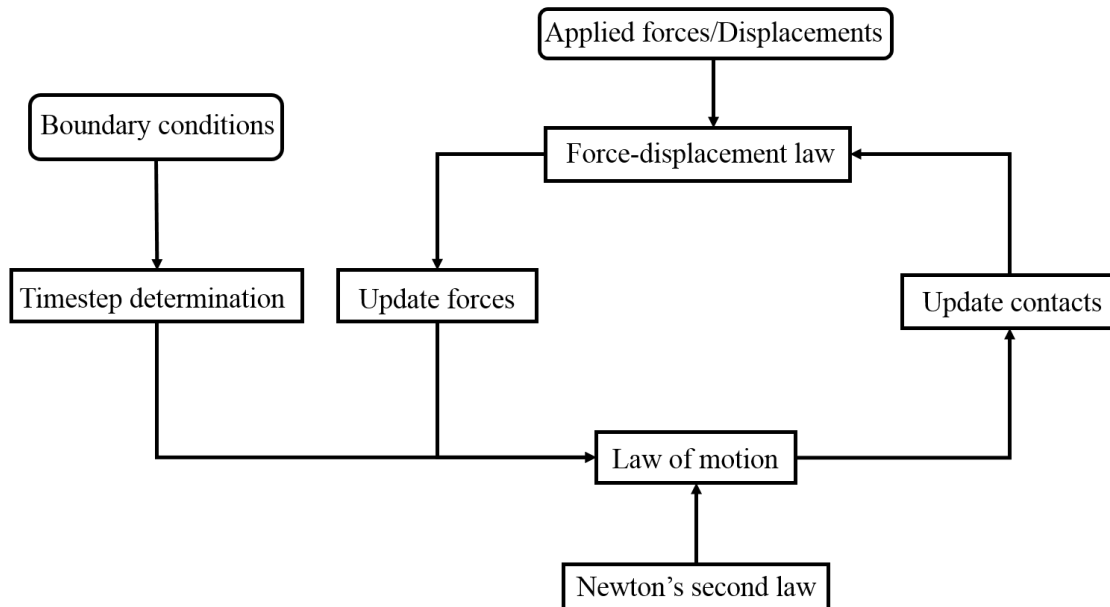 Applied forces/Displacements
Boundary conditions
Force-displacement law
Timestep determination
Update forces
Update contacts
Law of motion
Newton’s second law